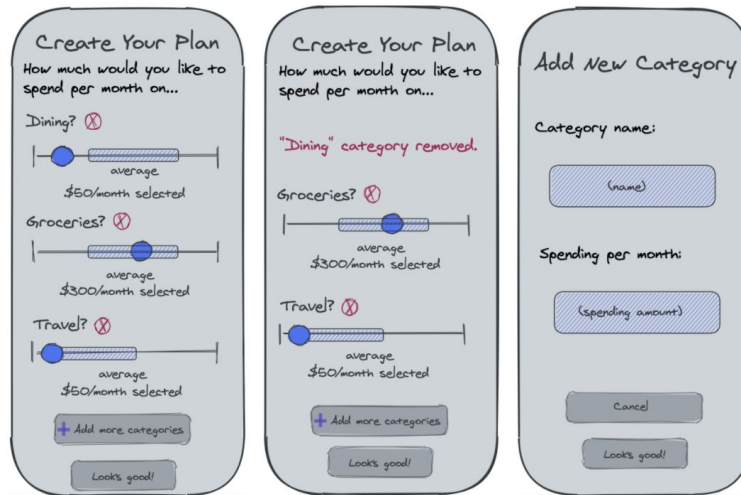 Create Your Plan
How much would you like to
spend per month on...
Dining?
average
$50/month selected
Groceries?
average
$300/month selected
Travel?
average
$50/month selected
+ Add more categories
Looks good!
Create Your Plan
How much would you like to
spend per month on...
"Dining" category removed.
Groceries?
average
$300/month selected
Travel?
average
$50/month selected
+ Add more categories
Looks good!
Add New Category
Category name:
(name)
Spending per month:
(spending amount)
Cancel
Looks good!